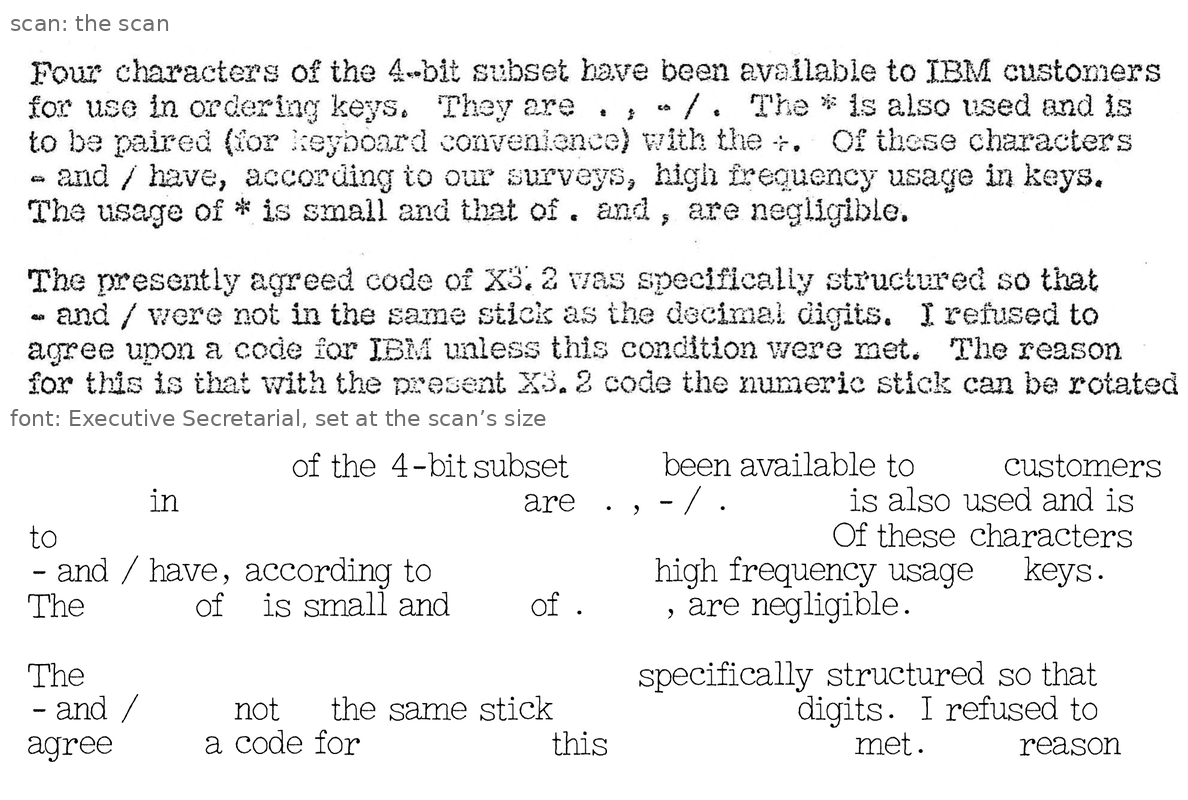 scan: the scan
Four characters of the 4-bit subset have been available to IBM customers
for use in ordering keys. They are . , - / . The * is also used and is
to be paired (for keyboard convenience) with the +. Of these characters
- and / have, according to our surveys, high frequency usage in keys.
The usage of * is small and that of . and , are negligible.
The presently agreed code of X3.2 was specifically structured so that
- and / were not in the same stick as the decimal digits. I refused to
agree upon a code for IBM unless this condition were met. The reason
for this is that with the present X3.2 code the numeric stick can be rotated
font: Executive Secretarial, set at the scan’s size
of the 4-bit subset been available to customers
in are . , - / . is also used and is
to Of these characters
- and / have, according to high frequency usage keys.
The of is small and of . , are negligible.
The specifically structured so that
- and / not the same stick digits. I refused to
agree a code for this met. reason